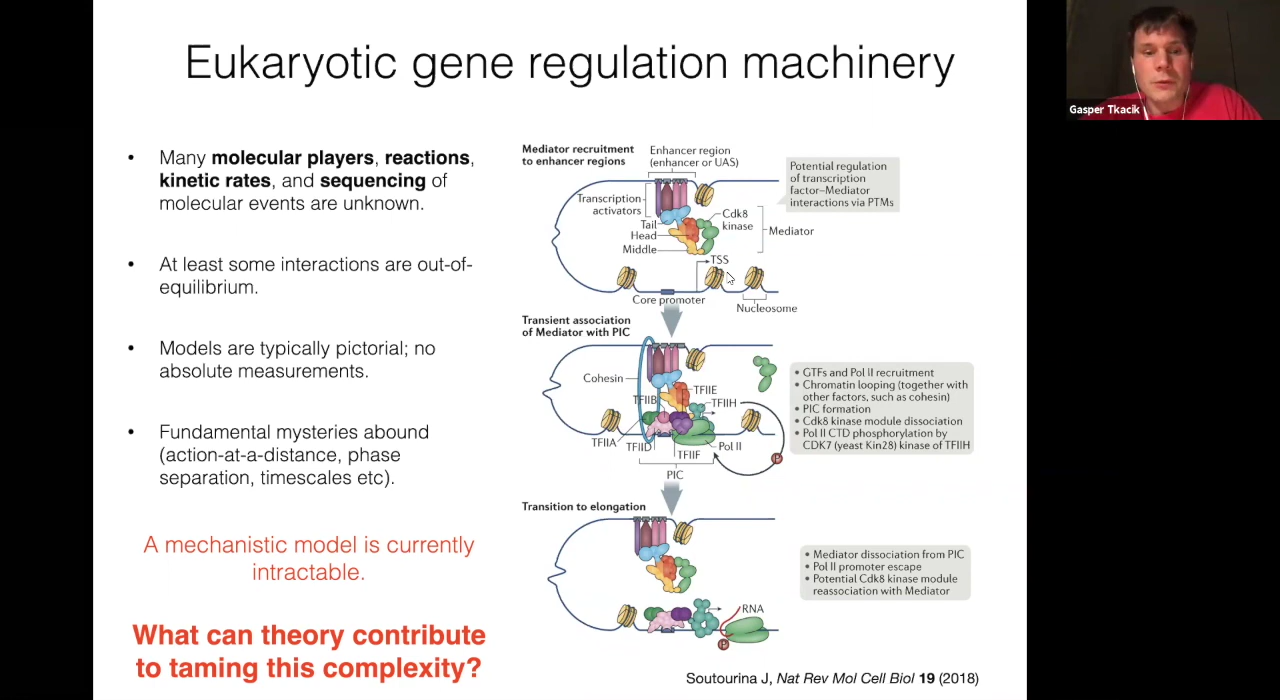 Eukaryotic gene regulation machinery
Gasper Tkacik
• Many molecular players, reactions,
kinetic rates, and sequencing of
molecular events are unknown.
• At least some interactions are out-of-
equilibrium.
• Models are typically pictorial; no
absolute measurements.
• Fundamental mysteries abound
(action-at-a-distance, phase
separation, timescales etc).
A mechanistic model is currently
intractable.
What can theory contribute
to taming this complexity?
Mediator recruitment
to enhancer regions
Enhancer region
(enhancer or UAS)
Potential regulation
of transcription
factor–Mediator
interactions via PTMs
Transcription
activators
Tail
Head
Middle
Cdk8
kinase
Mediator
TSS
Core promoter
Nucleosome
Transient association
of Mediator with PIC
Cohesin
TFIIE
TFIIB
TFIIH
TFIIA
TFIID
TFIIF
Pol II
P
PIC
• GTFs and Pol II recruitment
• Chromatin looping (together with
other factors, such as cohesin)
• PIC formation
• Cdk8 kinase module dissociation
• Pol II CTD phosphorylation by
CDK7 (yeast Kin28) kinase of TFIIH
Transition to elongation
• Mediator dissociation from PIC
• Pol II promoter escape
• Potential Cdk8 kinase module
reassociation with Mediator
RNA
P
Soutourina J, Nat Rev Mol Cell Biol 19 (2018)